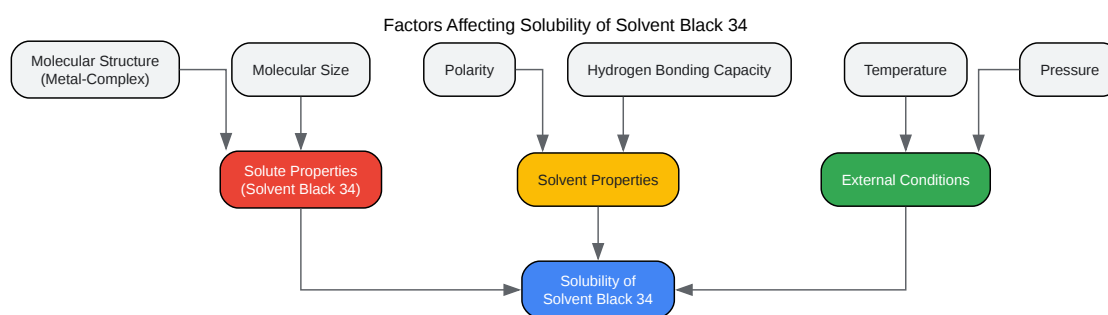 Factors Affecting Solubility of Solvent Black 34
Molecular Structure
(Metal-Complex)
Molecular Size
Polarity
Hydrogen Bonding Capacity
Temperature
Pressure
Solute Properties
(Solvent Black 34)
Solvent Properties
External Conditions
Solubility of
Solvent Black 34